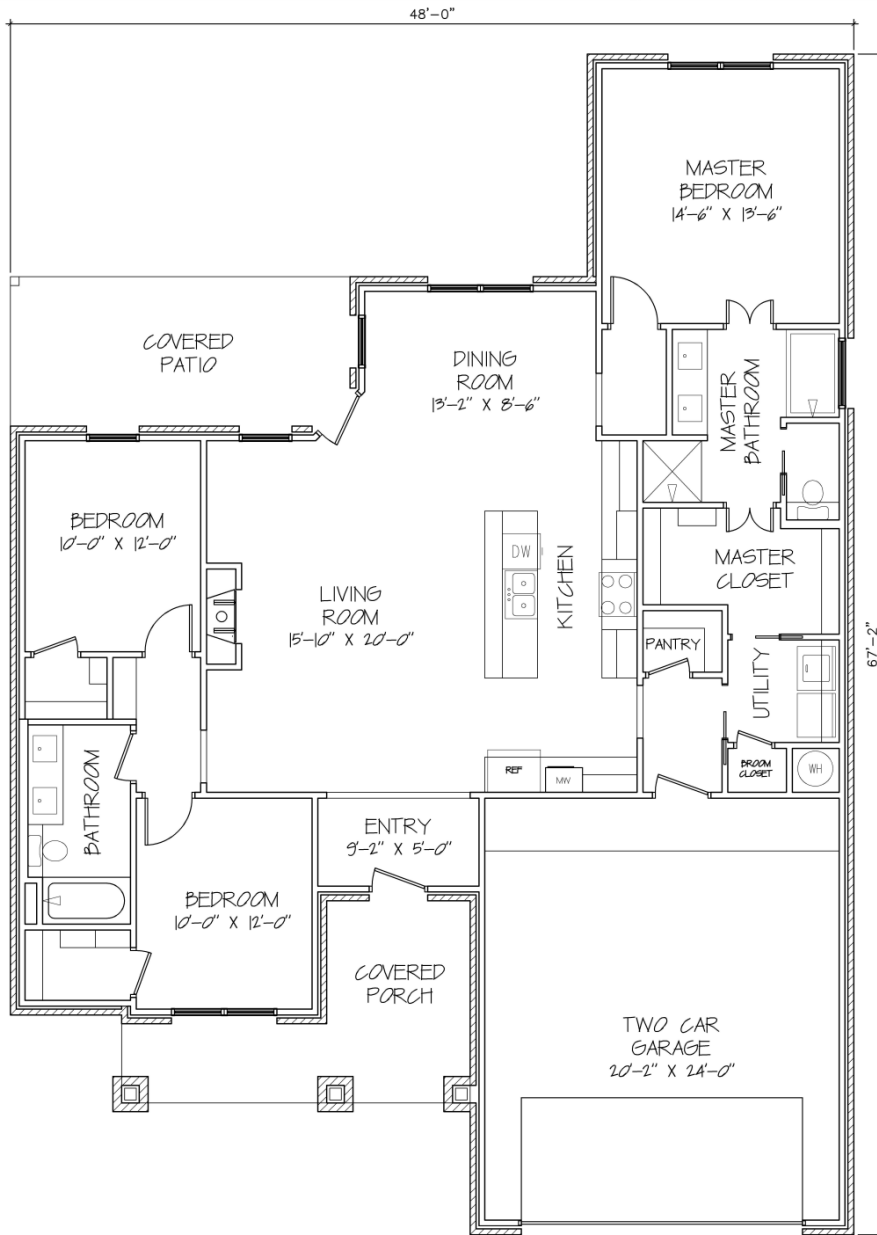 48'-0"
MASTER
BEDROOM
14'-6" X 13'-6"
COVERED
PATIO
DINING
ROOM
13'-2" X 8'-6"
MASTER
BATHROOM
BEDROOM
10'-0" X 12'-0"
DW
KITCHEN
LIVING
ROOM
15'-10" X 20'-0"
MASTER
CLOSET
PANTRY
67'-2"
UTILITY
BATHROOM
REF
MW
BROOM
CLOSET
WH
ENTRY
9'-2" X 5'-0"
BEDROOM
10'-0" X 12'-0"
COVERED
PORCH
TWO CAR
GARAGE
20'-2" X 24'-0"